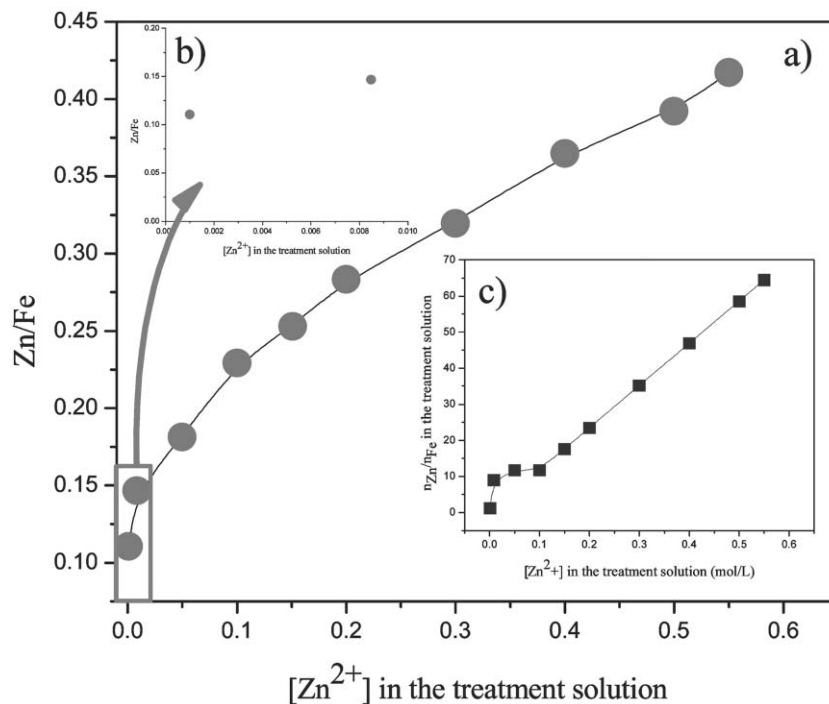 a)
Zn/Fe
0.45
0.40
0.35
0.30
0.25
0.20
0.15
0.10
0.0 0.1 0.2 0.3 0.4 0.5 0.6
[Zn2+] in the treatment solution
b)
Zn/Fe
0.20
0.15
0.10
0.05
0.00
0.000 0.002 0.004 0.006 0.008 0.010
[Zn2+] in the treatment solution
c)
nZn/nFe in the treatment solution
70
60
50
40
30
20
10
0
0.0 0.1 0.2 0.3 0.4 0.5 0.6
[Zn2+] in the treatment solution (mol/L)